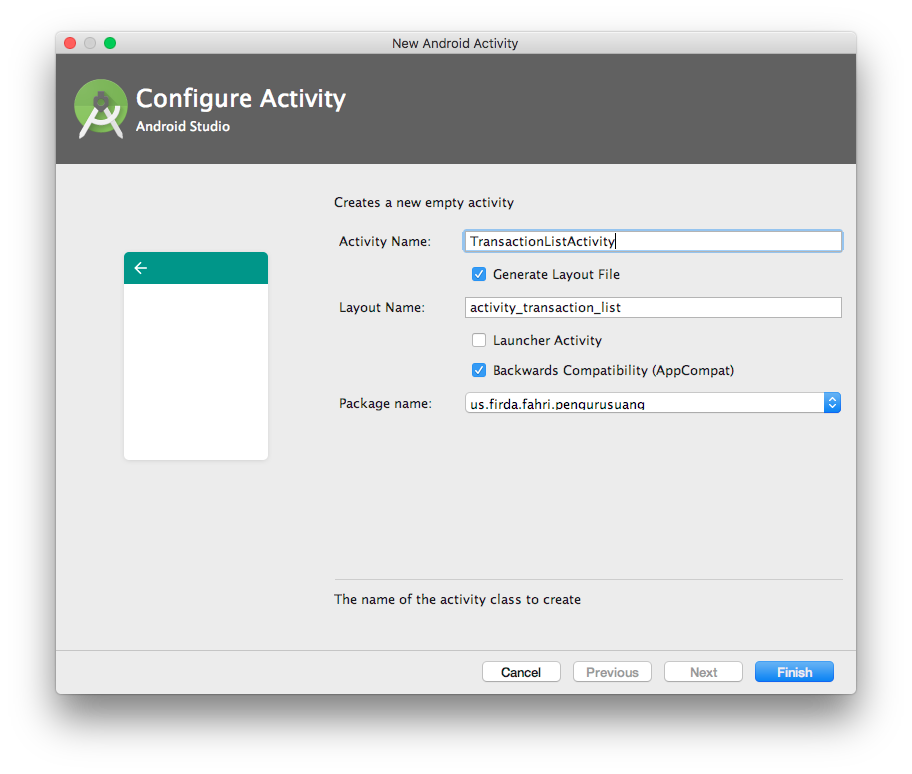 New Android Activity
Configure Activity
Android Studio
Creates a new empty activity
Activity Name: TransactionListActivity
Generate Layout File
Layout Name: activity_transaction_list
Launcher Activity
Backwards Compatibility (AppCompat)
Package name: us.firda.fahri.pengurusuang
The name of the activity class to create
Cancel Previous Next Finish